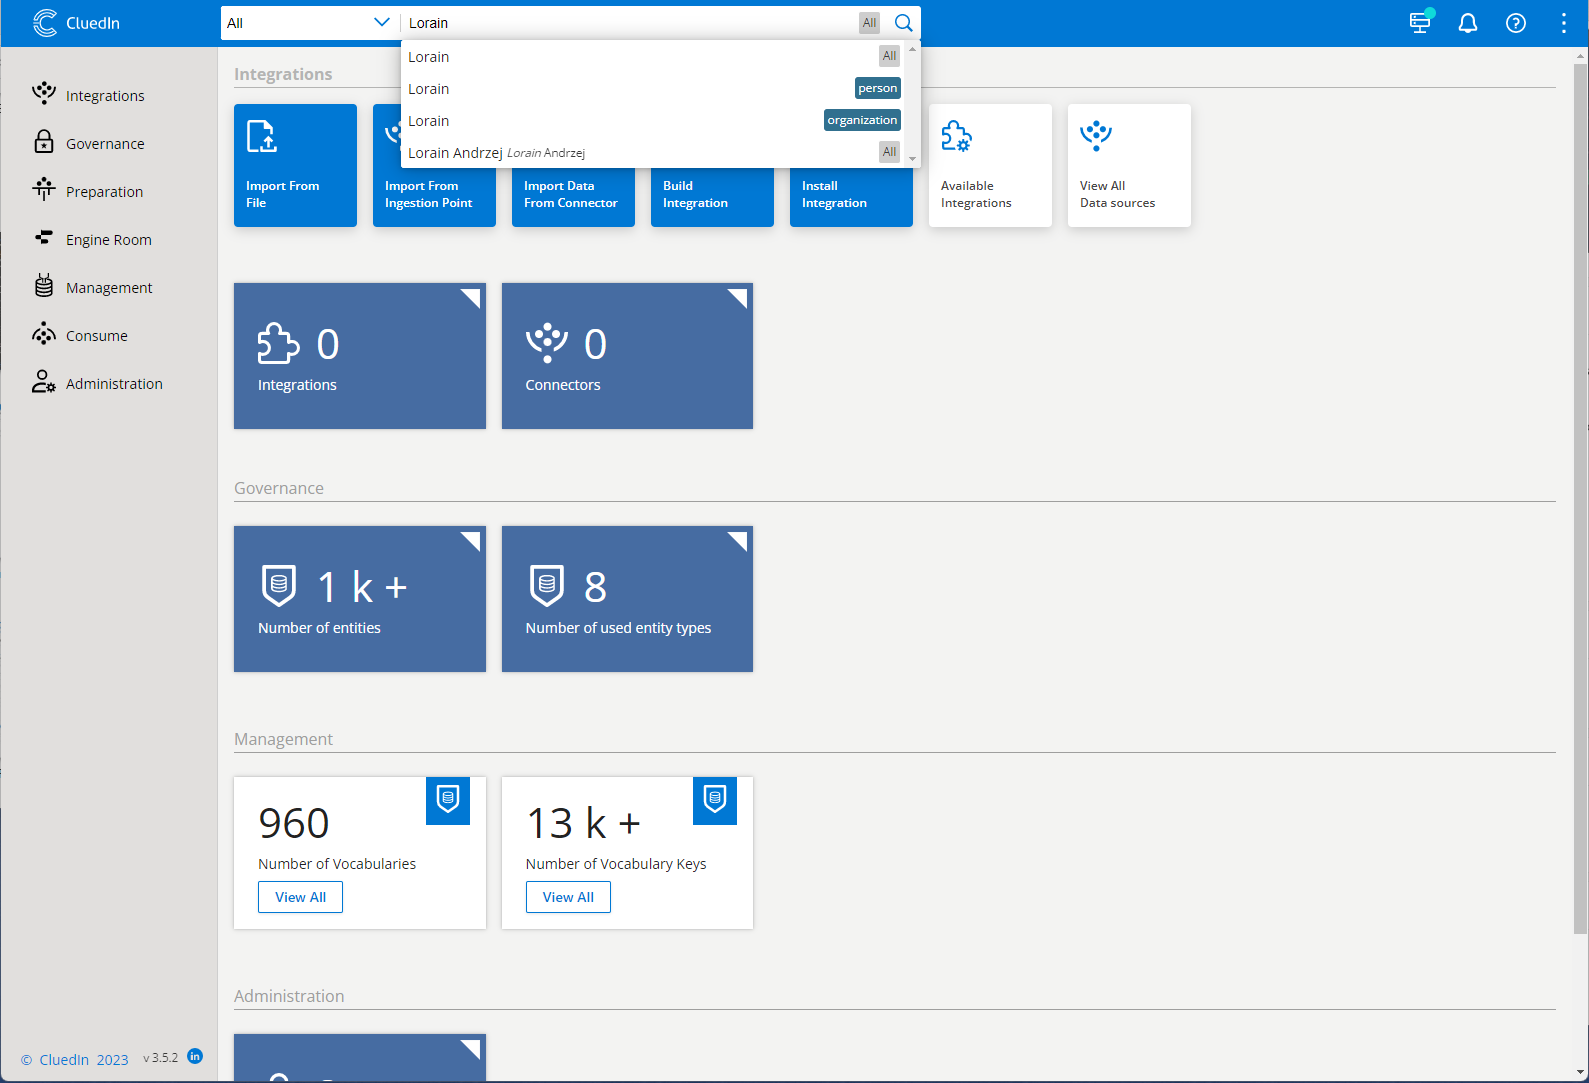 CluedIn
All
Lorain
All
Lorain
All
Lorain
person
Lorain
organization
Lorain Andrzej Lorain Andrzej
All
Integrations
Governance
Preparation
Engine Room
Management
Consume
Administration
Integrations
Import From
File
Import From
Ingestion Point
Import Data
From Connector
Build
Integration
Install
Integration
Available
Integrations
View All
Data sources
0
Integrations
0
Connectors
Governance
1 k +
Number of entities
8
Number of used entity types
Management
960
Number of Vocabularies
View All
13 k +
Number of Vocabulary Keys
View All
Administration
© CluedIn 2023 v 3.5.2 in